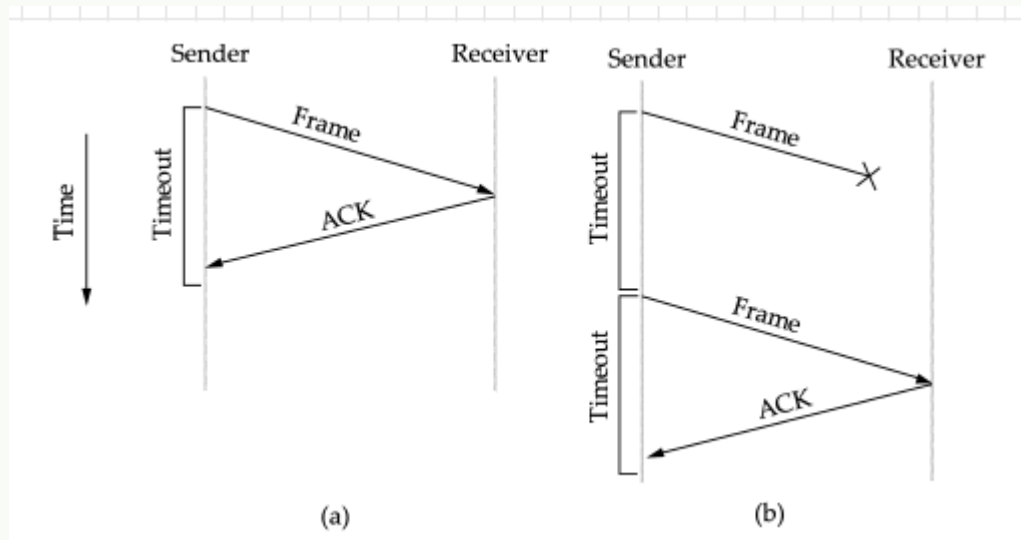 Sender
Receiver
Time
Timeout
Frame
ACK
(a)
Sender
Receiver
Timeout
Frame
Timeout
Frame
ACK
(b)